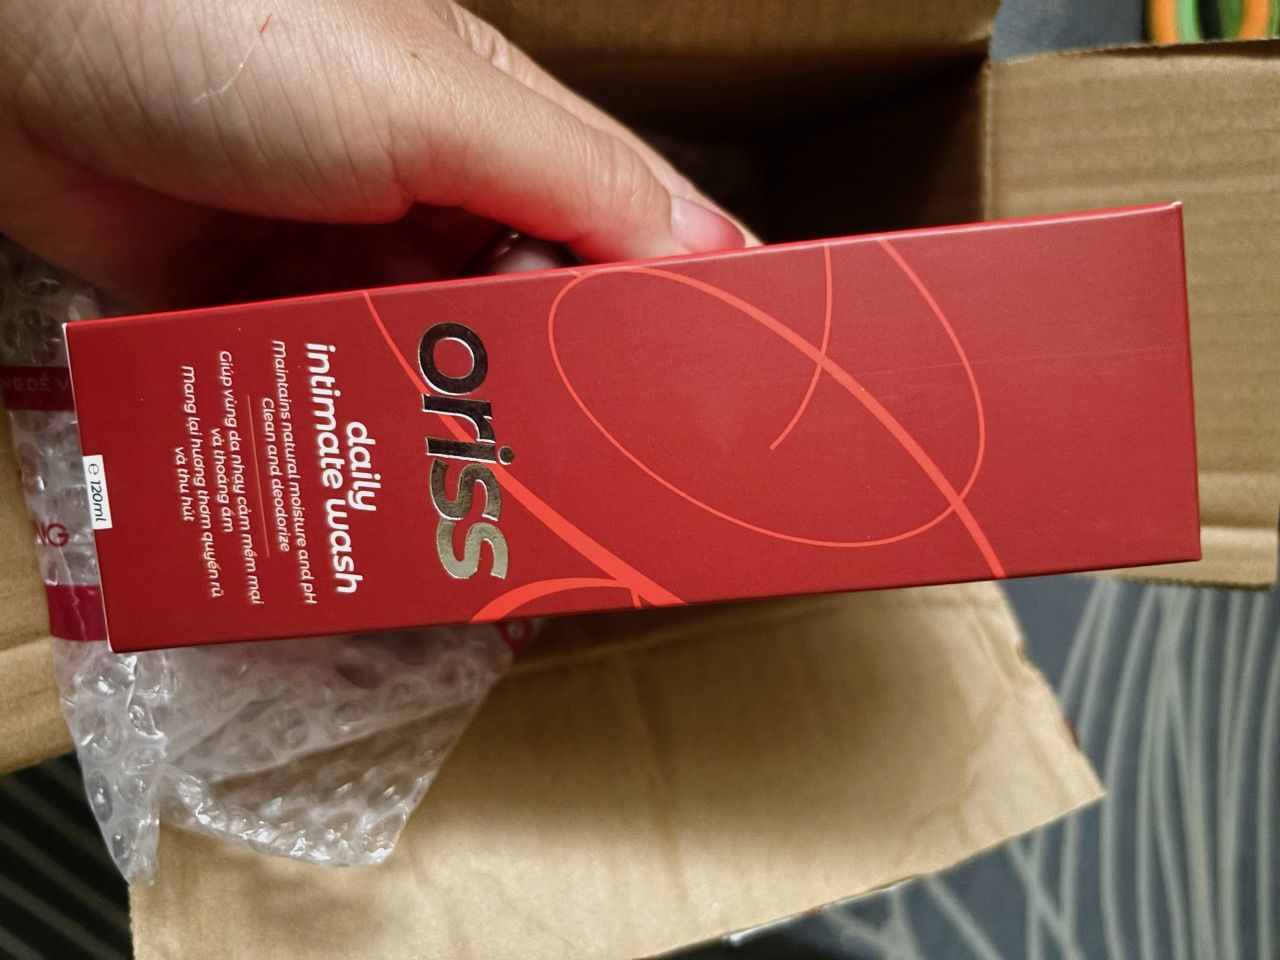 oriss
daily
intimate wash
Maintains natural moisture and pH
Clean and deodorize
Giúp vùng da nhạy cảm mềm mại
và thoáng ẩm
Mang lại hương thơm quyến rũ
và thu hút
℮ 120ml